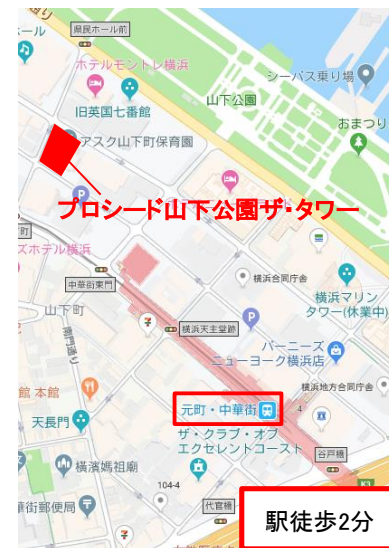 県民ホール前
ホール
ホテルモントレ横浜
シーバス乗り場
山下公園
旧英国七番館
おまつり
アスク山下町保育園
プロシード山下公園ザ・タワー
町
ズホテル横浜
横浜合同庁舎
中華街東門
横浜マリン
タワー(休業中)
山下町
横浜天主堂跡
南門通り
バーニーズ
ニューヨーク横浜店
横浜地方合同庁舎
館 本館
元町・中華街
4
天長門
ザ・クラブ・オブ
エクセレントコースト
谷戸橋
横濱媽祖廟
104-4
華街郵便局
代官橋
駅徒歩2分